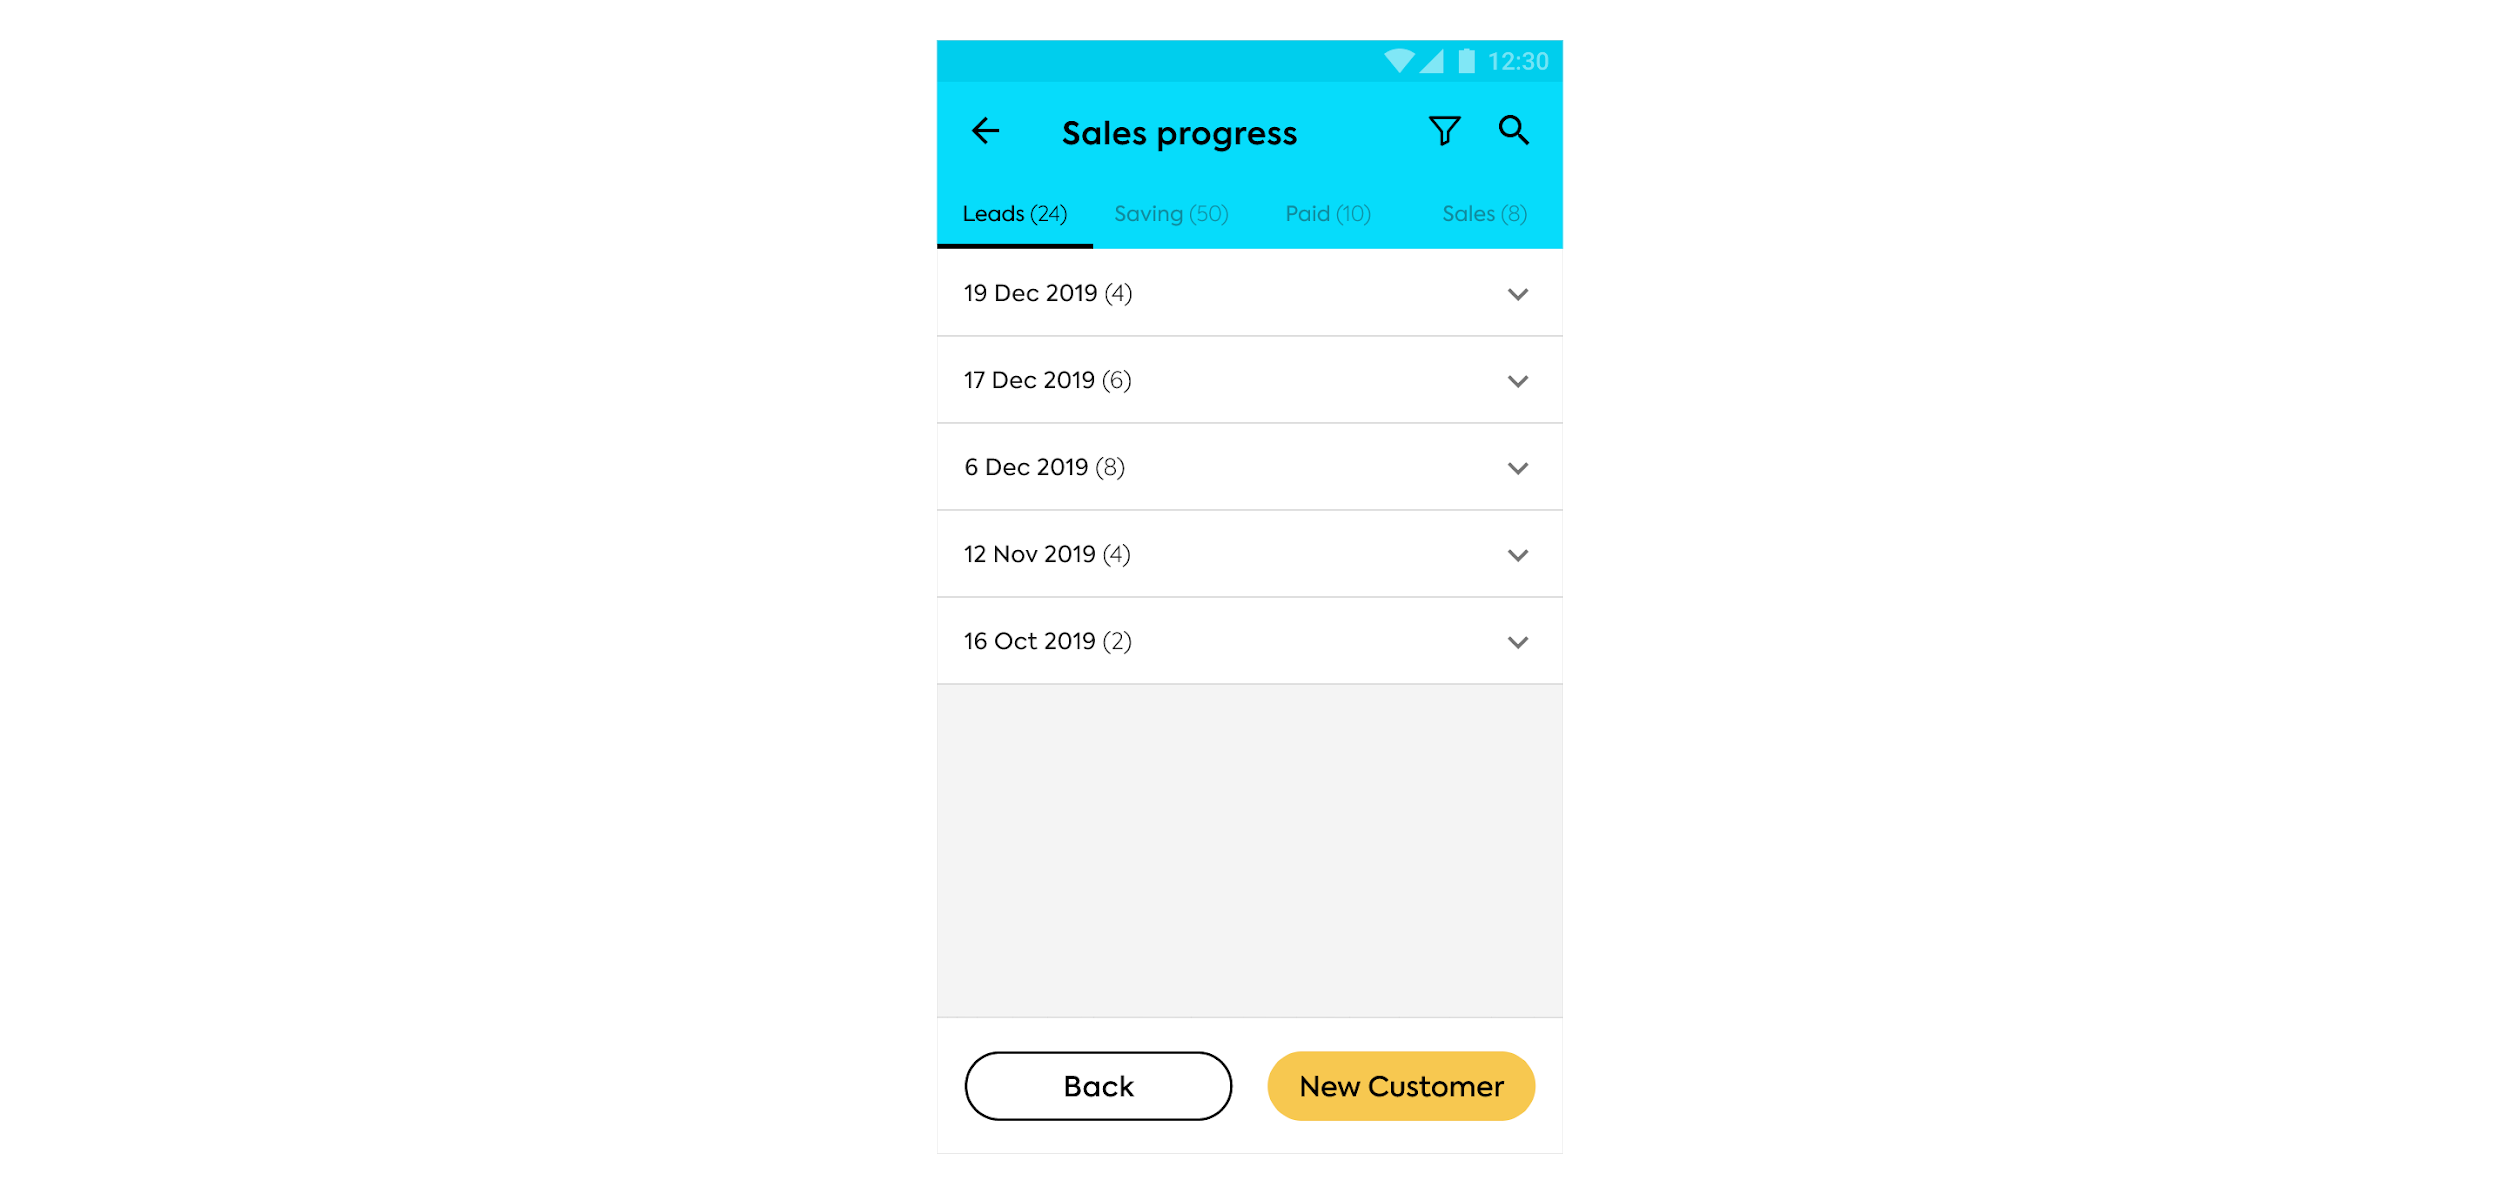 12:30
Sales progress
Leads (24) Saving (50) Paid (10) Sales (8)
19 Dec 2019 (4)
17 Dec 2019 (6)
6 Dec 2019 (8)
12 Nov 2019 (4)
16 Oct 2019 (2)
Back New Customer